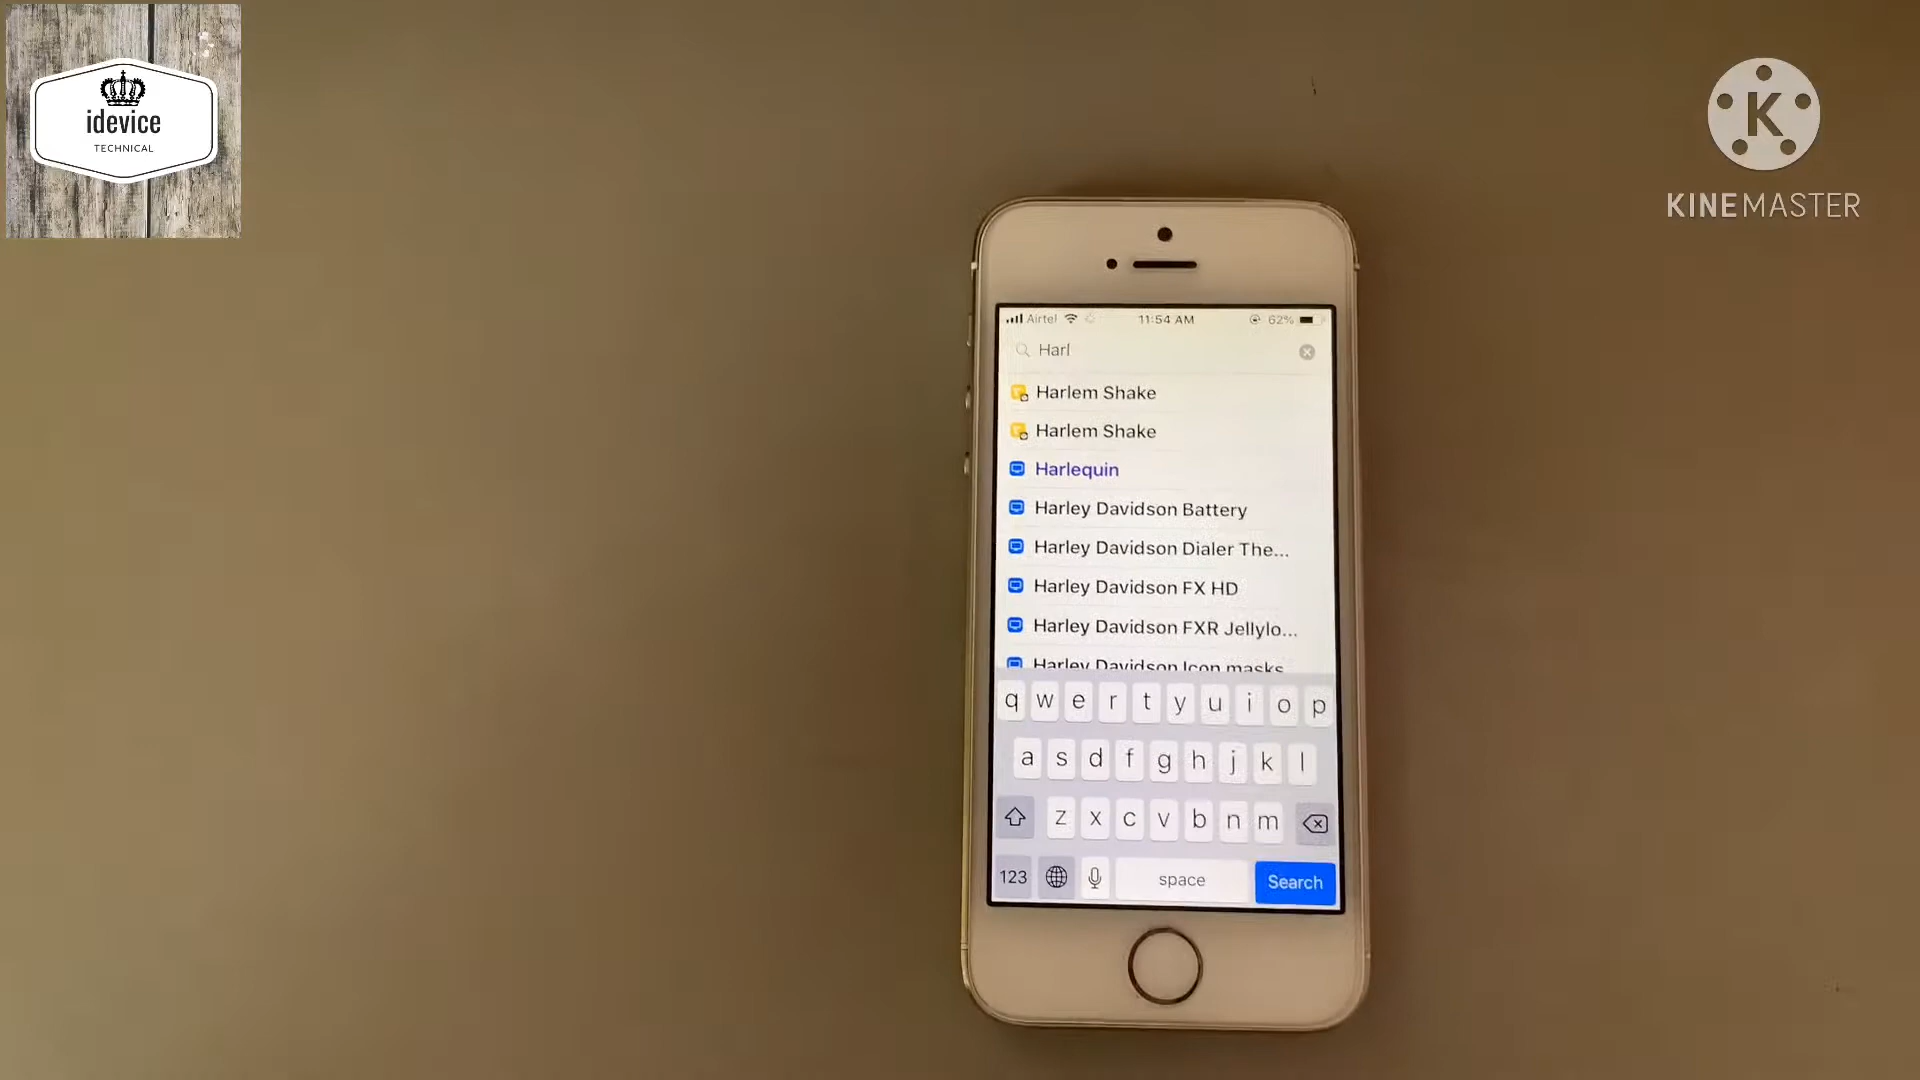 idevice
TECHNICAL
K
KINEMASTER
Airtel 11:54 AM 62%
Harl
Harlem Shake
Harlem Shake
Harlequin
Harley Davidson Battery
Harley Davidson Dialer The...
Harley Davidson FX HD
Harley Davidson FXR Jellylo...
Harley Davidson Icon masks
q w e r t y u i o p
a s d f g h j k l
z x c v b n m
123 space Search